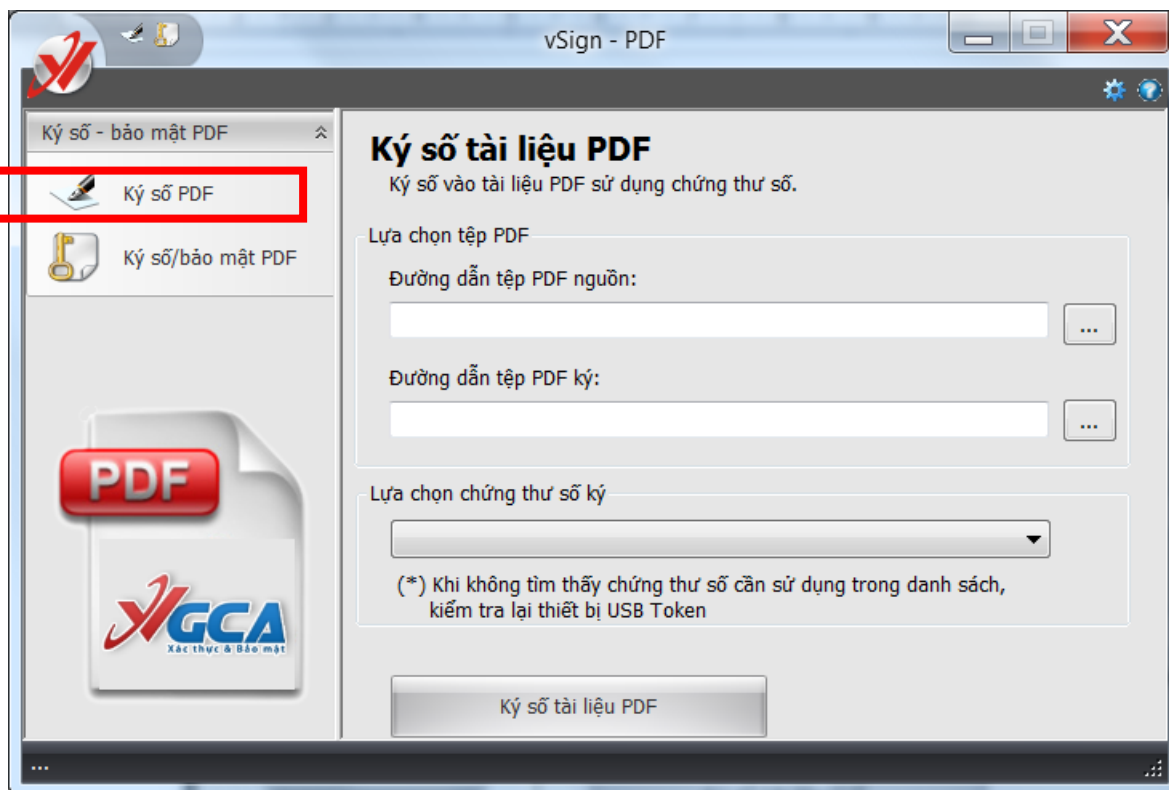 vSign - PDF
Ký số - bảo mật PDF
Ký số PDF
Ký số/bảo mật PDF
PDF
VGCA
Xác thực & Bảo mật
Ký số tài liệu PDF
Ký số vào tài liệu PDF sử dụng chứng thư số.
Lựa chọn tệp PDF
Đường dẫn tệp PDF nguồn:
...
Đường dẫn tệp PDF ký:
...
Lựa chọn chứng thư số ký
(*) Khi không tìm thấy chứng thư số cần sử dụng trong danh sách,
kiểm tra lại thiết bị USB Token
Ký số tài liệu PDF
...